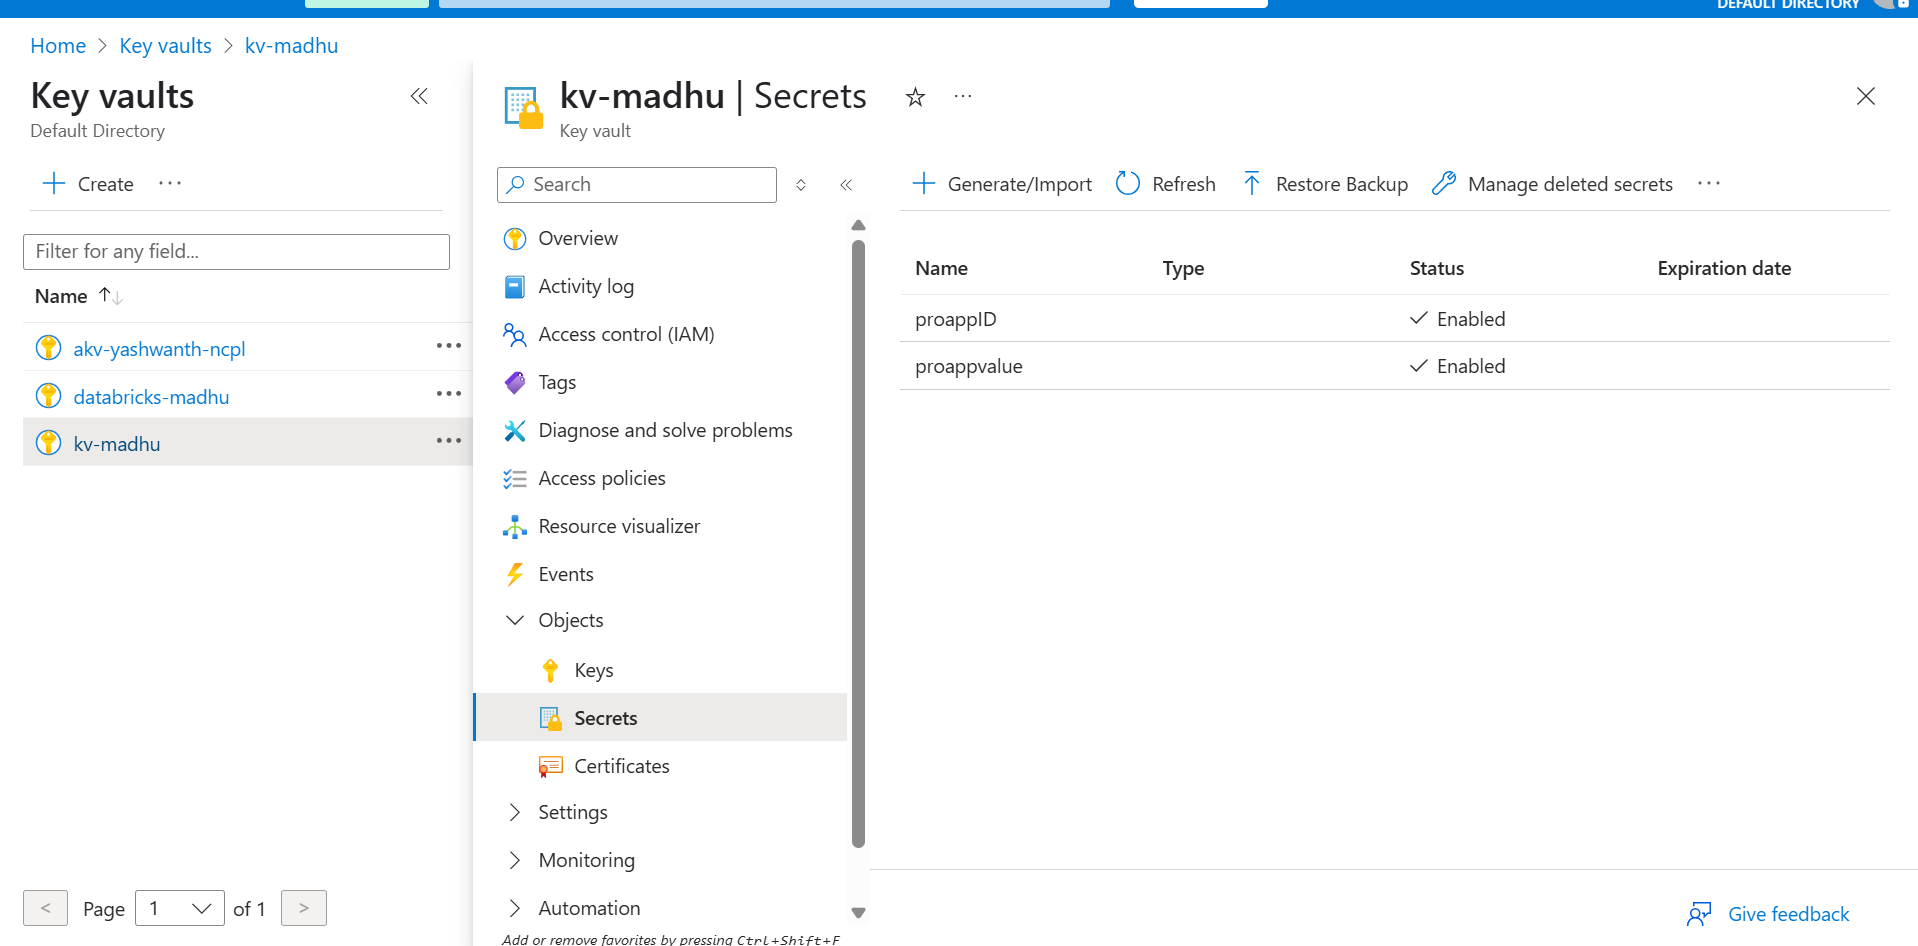 DEFAULT DIRECTORY
Home > Key vaults > kv-madhu
Key vaults
Default Directory
Create
Filter for any field...
Name
akv-yashwanth-ncpl
databricks-madhu
kv-madhu
< Page 1 of 1 >
kv-madhu | Secrets
Key vault
Search
Overview
Activity log
Access control (IAM)
Tags
Diagnose and solve problems
Access policies
Resource visualizer
Events
Objects
Keys
Secrets
Certificates
Settings
Monitoring
Automation
Add or remove favorites by pressing Ctrl+Shift+F
Generate/Import Refresh Restore Backup Manage deleted secrets
Name Type Status Expiration date
proappID Enabled
proappvalue Enabled
Give feedback